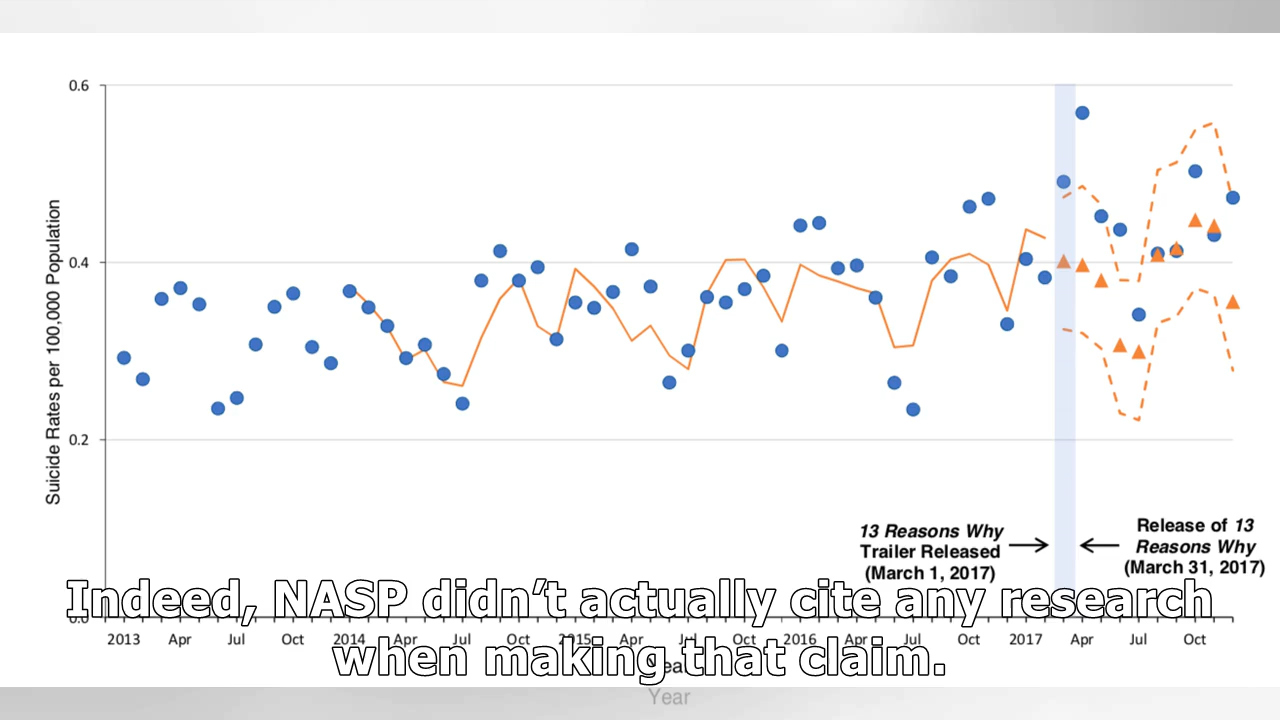 0.6
0.4
0.2
Suicide Rates per 100,000 Population
13 Reasons Why
Trailer Released
(March 1, 2017)
Release of 13
Reasons Why
(March 31, 2017)
Indeed, NASP didn't actually cite any research
when making that claim.
2013 Apr Jul Oct 2014 Apr Jul Oct 2015 Apr Jul Oct 2016 Apr Jul Oct 2017 Apr Jul Oct
Year